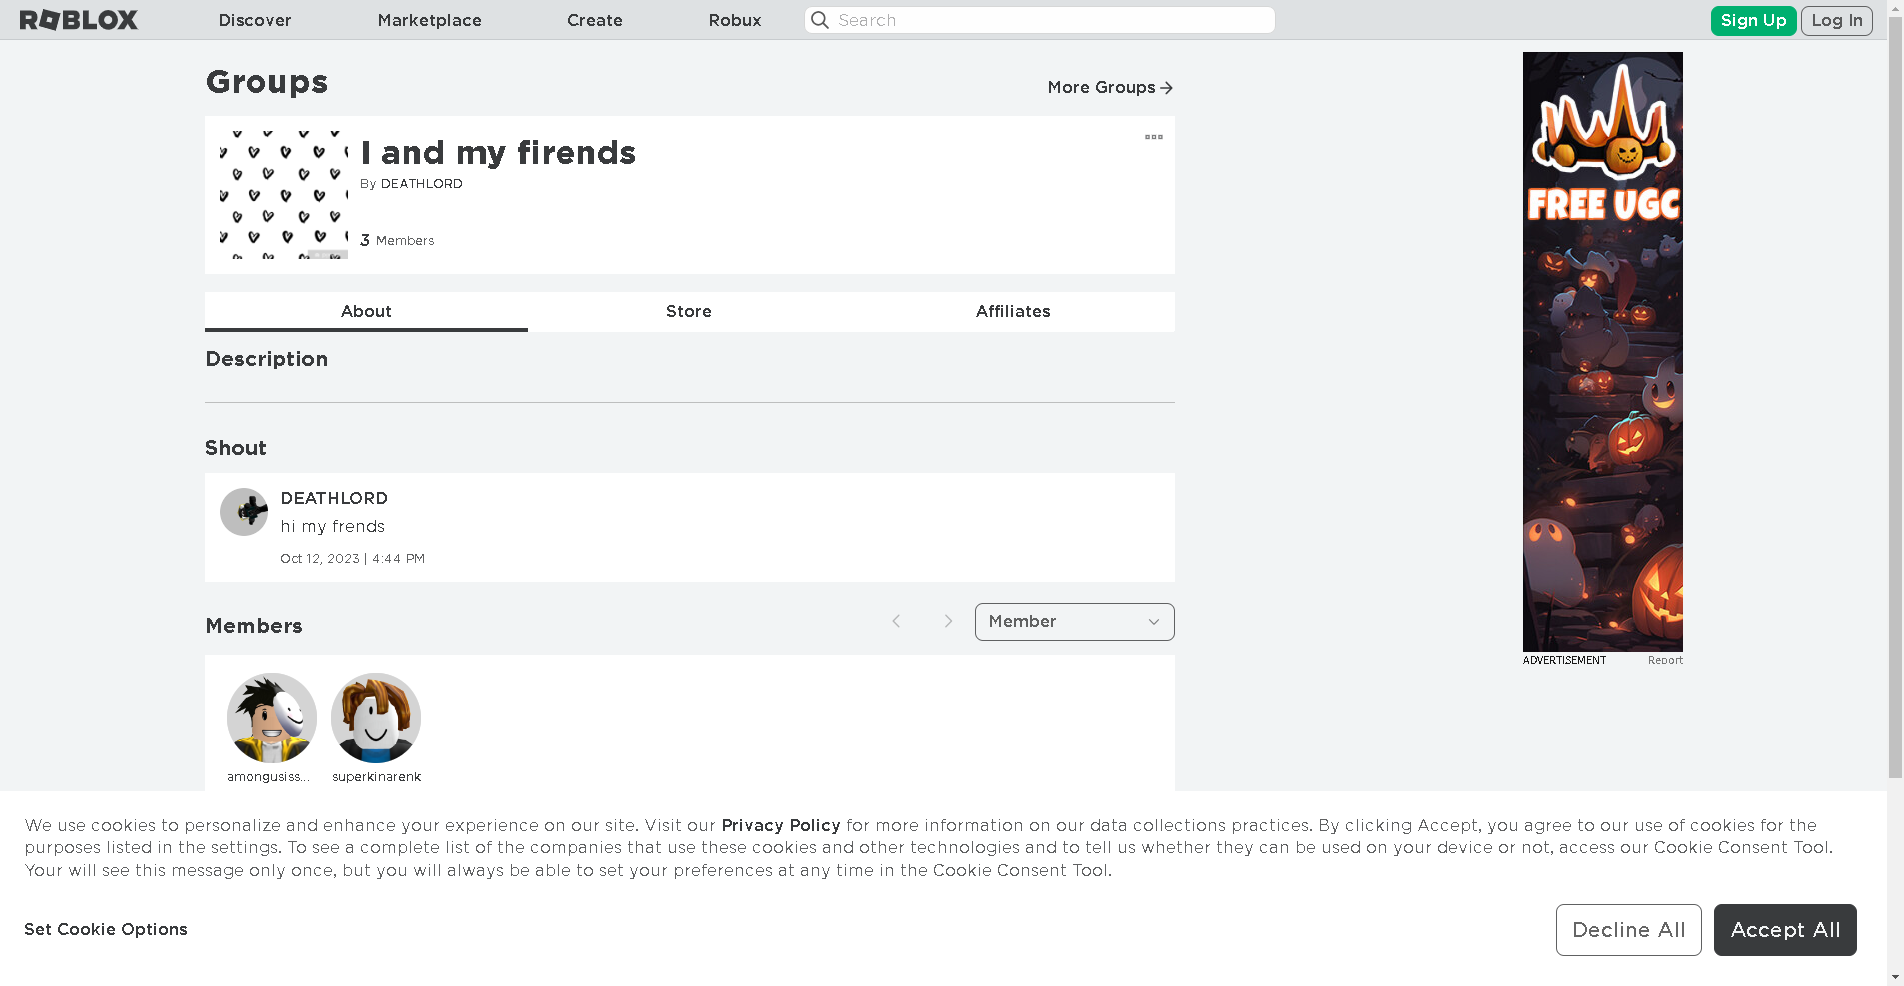 ROBLOX Discover Marketplace Create Robux Search Sign Up Log In
Groups
More Groups
I and my firends
By DEATHLORD
3 Members
About Store Affiliates
Description
Shout
DEATHLORD
hi my frends
Oct 12, 2023 | 4:44 PM
Members
Member
amongusiss...
superkinarenk
FREE UGC
ADVERTISEMENT Report
We use cookies to personalize and enhance your experience on our site. Visit our Privacy Policy for more information on our data collections practices. By clicking Accept, you agree to our use of cookies for the
purposes listed in the settings. To see a complete list of the companies that use these cookies and other technologies and to tell us whether they can be used on your device or not, access our Cookie Consent Tool.
Your will see this message only once, but you will always be able to set your preferences at any time in the Cookie Consent Tool.
Set Cookie Options
Decline All
Accept All